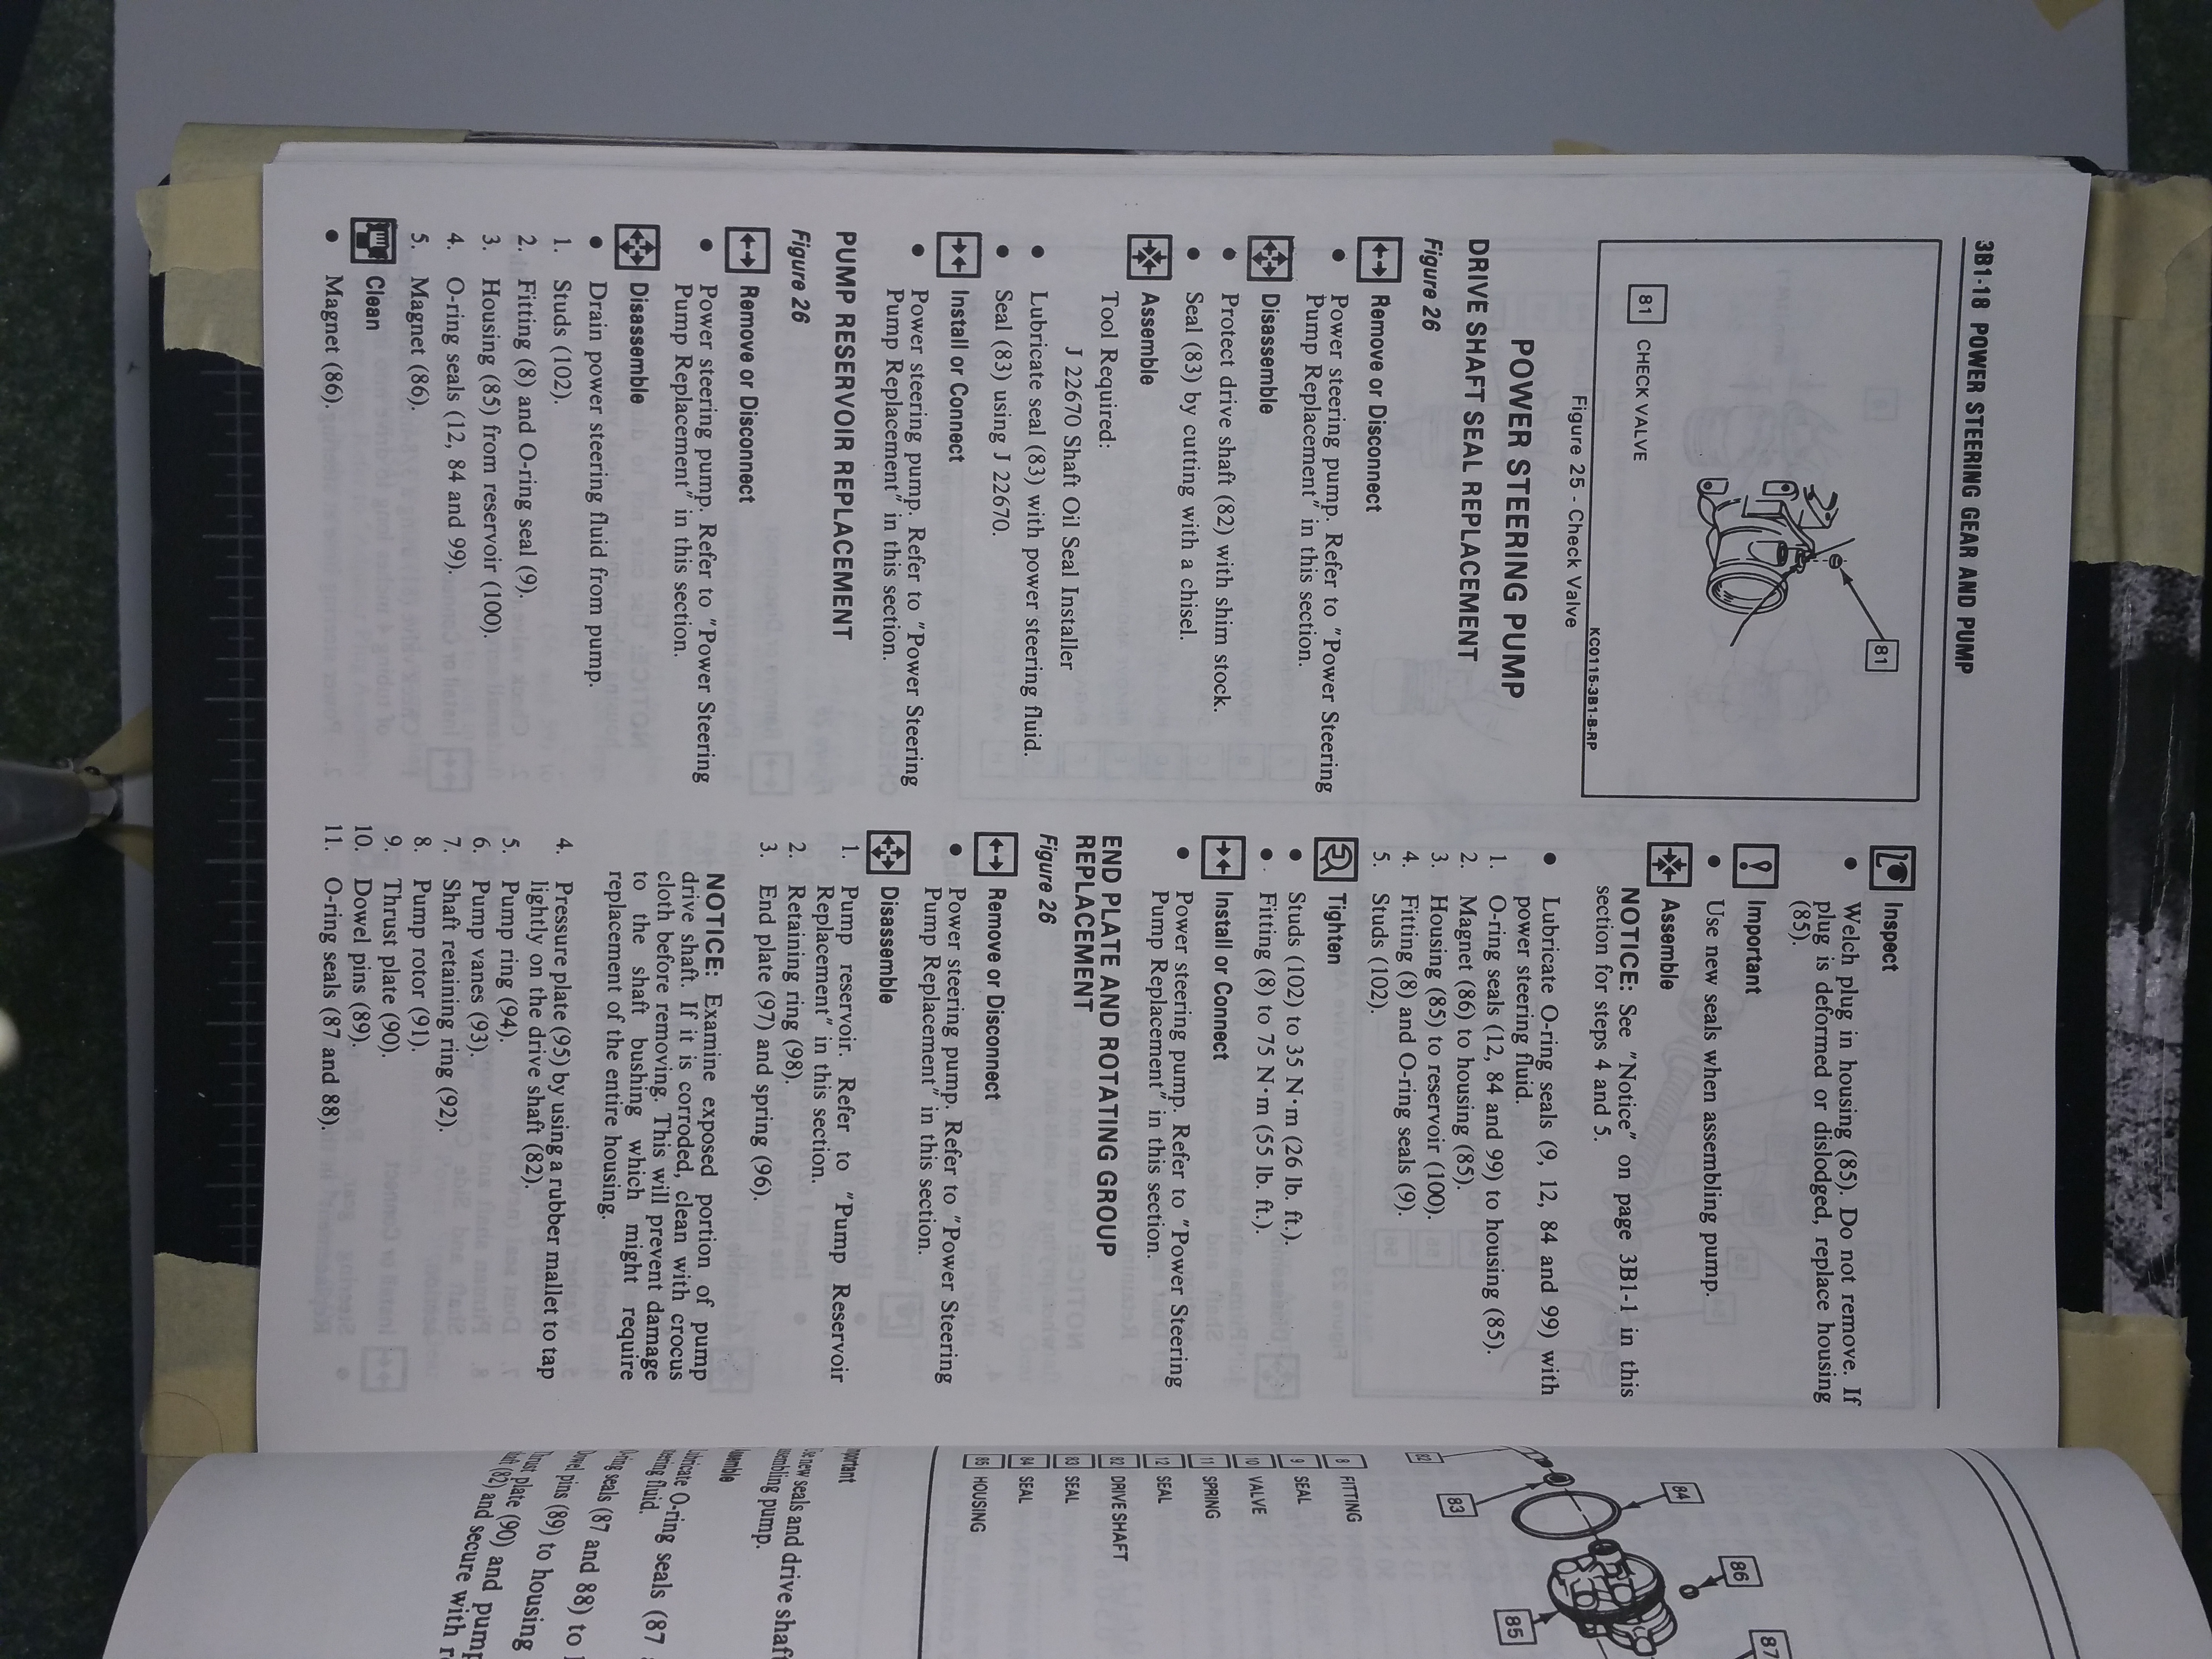 3B1-18 POWER STEERING GEAR AND PUMP
81
81 CHECK VALVE
KC0115-3B1-B-RP
Figure 25 - Check Valve
POWER STEERING PUMP
DRIVE SHAFT SEAL REPLACEMENT
Figure 26
Remove or Disconnect
• Power steering pump. Refer to "Power Steering
Pump Replacement" in this section.
Disassemble
• Protect drive shaft (82) with shim stock.
• Seal (83) by cutting with a chisel.
Assemble
Tool Required:
J 22670 Shaft Oil Seal Installer
• Lubricate seal (83) with power steering fluid.
• Seal (83) using J 22670.
Install or Connect
• Power steering pump. Refer to "Power Steering
Pump Replacement" in this section.
PUMP RESERVOIR REPLACEMENT
Figure 26
Remove or Disconnect
• Power steering pump. Refer to "Power Steering
Pump Replacement" in this section.
Disassemble
• Drain power steering fluid from pump.
1. Studs (102).
2. Fitting (8) and O-ring seal (9).
3. Housing (85) from reservoir (100).
4. O-ring seals (12, 84 and 99).
5. Magnet (86).
Clean
• Magnet (86).
Inspect
• Welch plug in housing (85). Do not remove. If
plug is deformed or dislodged, replace housing
(85).
Important
• Use new seals when assembling pump.
Assemble
NOTICE: See "Notice" on page 3B1-1 in this
section for steps 4 and 5.
• Lubricate O-ring seals (9, 12, 84 and 99) with
power steering fluid.
1. O-ring seals (12, 84 and 99) to housing (85).
2. Magnet (86) to housing (85).
3. Housing (85) to reservoir (100).
4. Fitting (8) and O-ring seals (9).
5. Studs (102).
Tighten
• Studs (102) to 35 N·m (26 lb. ft.).
• Fitting (8) to 75 N·m (55 lb. ft.).
Install or Connect
• Power steering pump. Refer to "Power Steering
Pump Replacement" in this section.
END PLATE AND ROTATING GROUP
REPLACEMENT
Figure 26
Remove or Disconnect
• Power steering pump. Refer to "Power Steering
Pump Replacement" in this section.
Disassemble
1. Pump reservoir. Refer to "Pump Reservoir
Replacement" in this section.
2. Retaining ring (98).
3. End plate (97) and spring (96).
NOTICE: Examine exposed portion of pump
drive shaft. If it is corroded, clean with crocus
cloth before removing. This will prevent damage
to the shaft bushing which might require
replacement of the entire housing.
4. Pressure plate (95) by using a rubber mallet to tap
lightly on the drive shaft (82).
5. Pump ring (94).
6. Pump vanes (93).
7. Shaft retaining ring (92).
8. Pump rotor (91).
9. Thrust plate (90).
10. Dowel pins (89).
11. O-ring seals (87 and 88).
82
83
84
85
86
87
8 FITTING
9 SEAL
10 VALVE
11 SPRING
12 SEAL
82 DRIVE SHAFT
83 SEAL
84 SEAL
85 HOUSING
new seals and drive shaft
pump.
O-ring seals (87
fluid.
seals (87 and 88) to
pins (89) to housing
plate (90) and pump
(82) and secure with